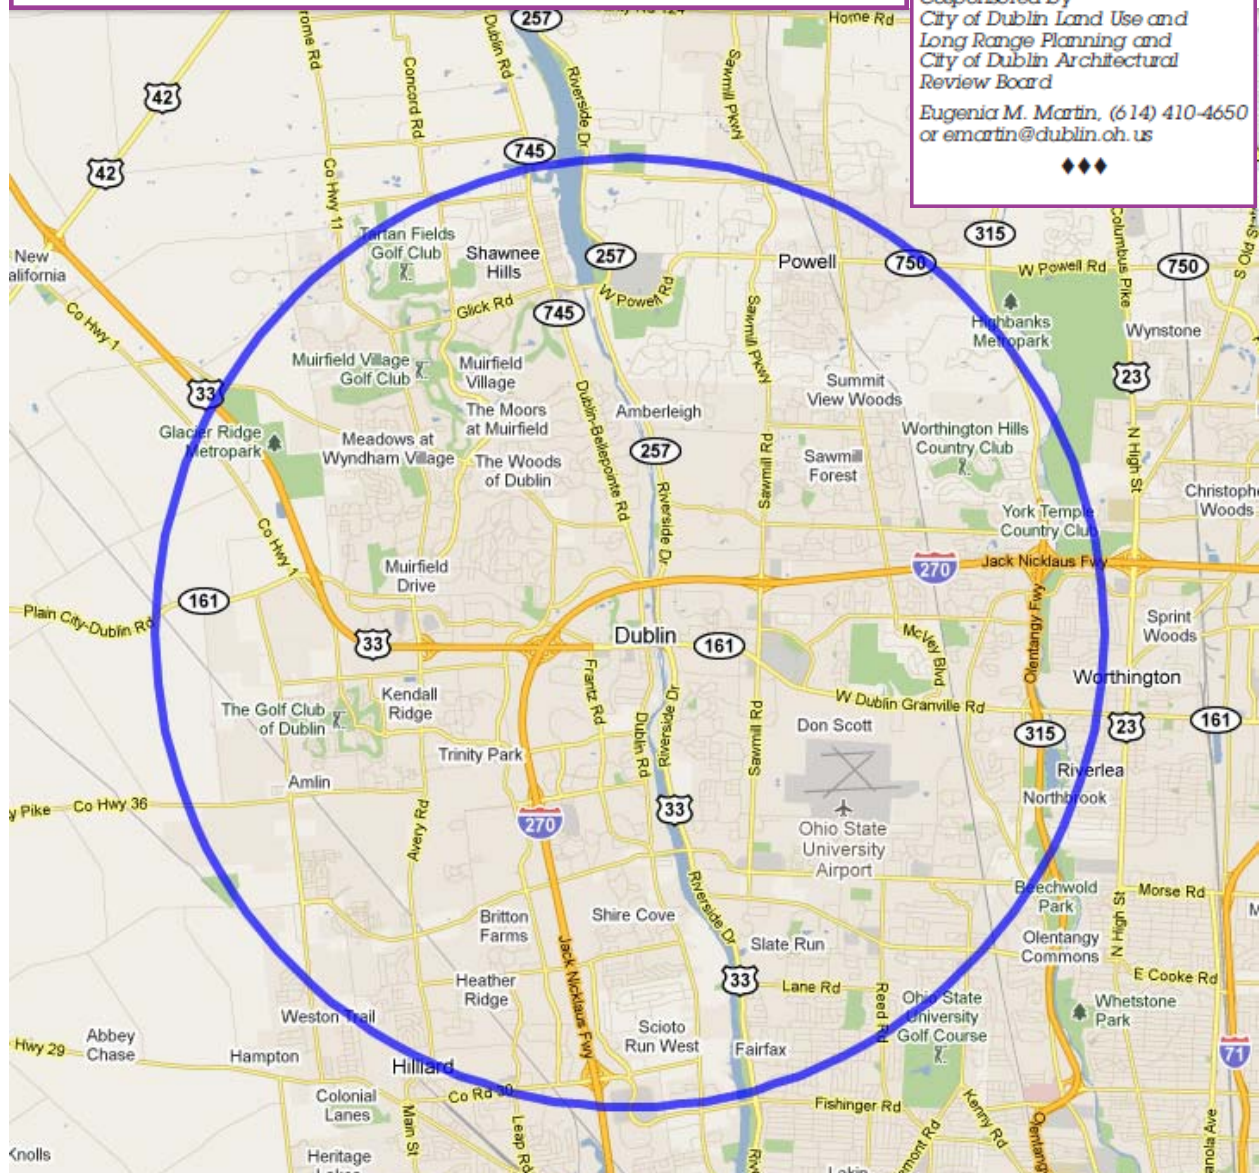 Cosponsored by
City of Dublin Land Use and
Long Range Planning and
City of Dublin Architectural
Review Board
Eugenia M. Martin, (614) 410-4650
or emartin@dublin.oh.us
257
Home Rd
Dublin Rd
Riverside Dr
Sawmill Pkwy
Concord Rd
42
42
745
Co Hwy 11
Columbus Pike
315
S Old
New
Tartan Fields
Golf Club
Shawnee
Hills
257
Powell
750
W Powell Rd
750
W Powell Rd
Glick Rd
745
Co Hwy 1
Sawmill Pkwy
Highbanks
Metropark
Wynstone
Muirfield Village
Golf Club
Muirfield
Village
33
23
Summit
View Woods
The Moors
at Muirfield
Amberleigh
Dublin-Bellepointe Rd
Glacier Ridge
Metropark
Meadows at
Wyndham Village
Worthington Hills
Country Club
257
The Woods
of Dublin
Sawmill
Forest
Sawmill Rd
N High St
Woods
Riverside Dr
York Temple
Country Club
Co Hwy 1
Muirfield
Drive
270
Jack Nicklaus Fwy
161
Plain City-Dublin Rd
Olentangy Fwy
Sprint
Woods
33
Dublin
161
McVey Blvd
Worthington
Frantz Rd
Kendall
Ridge
W Dublin Granville Rd
The Golf Club
of Dublin
Dublin Rd
Riverside Dr
Sawmill Rd
Don Scott
315
23
161
Trinity Park
Amlin
Riverlea
Northbrook
Pike
Co Hwy 36
Avery Rd
270
33
Ohio State
University
Airport
Riverside Dr
Beechwold
Park
Morse Rd
Britton
Farms
Shire Cove
Slate Run
Olentangy
Commons
N High St
Jack Nicklaus Fwy
Heather
Ridge
33
Lane Rd
Reed Rd
E Cooke Rd
Ohio State
University
Golf Course
Whetstone
Park
Weston Trail
Scioto
Run West
Fairfax
Hwy 29
Abbey
Chase
Hampton
Hilliard
71
Colonial
Lanes
Co Rd 30
Main St
Leap Rd
Fishinger Rd
Kenny Rd
Knolls
Heritage